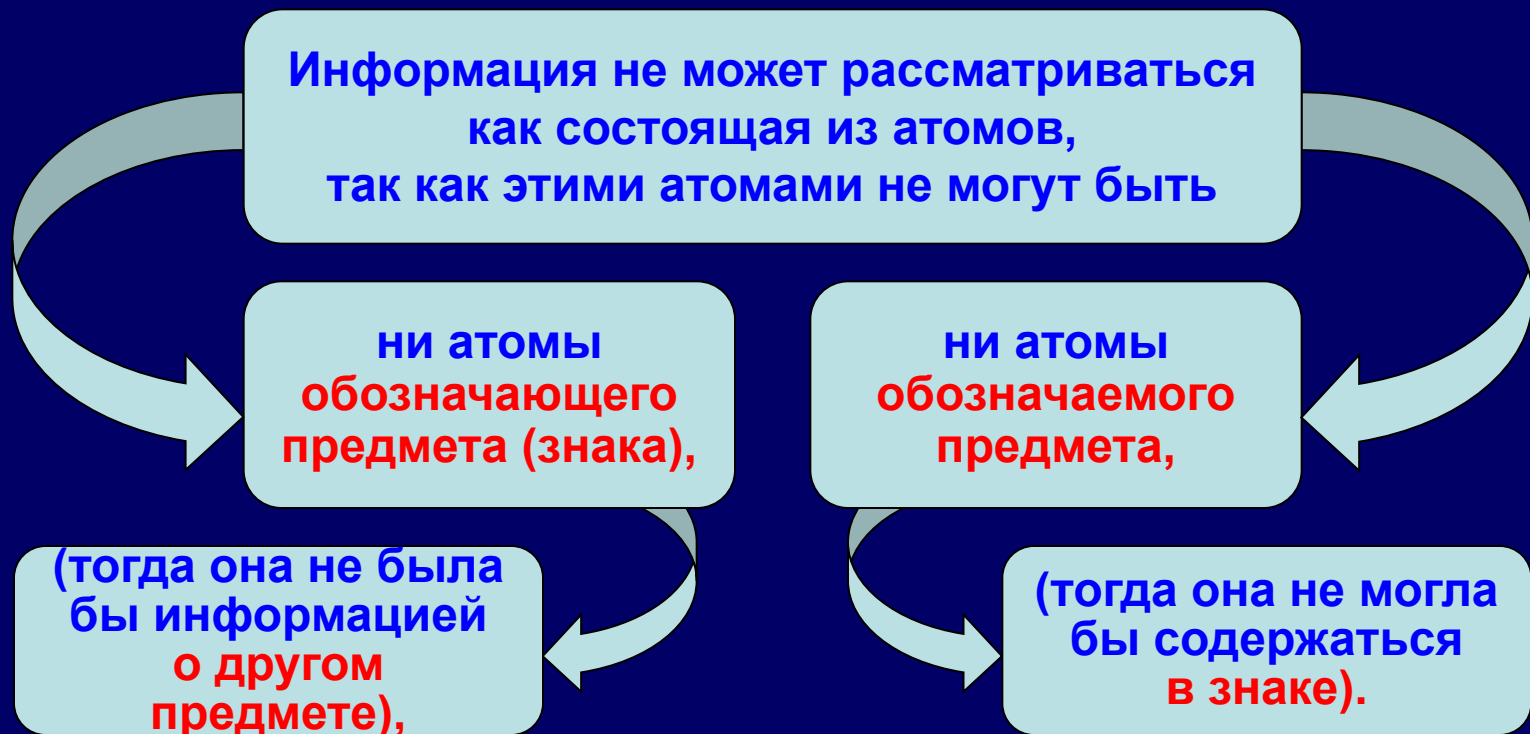 Информация не может рассматриваться
как состоящая из атомов,
так как этими атомами не могут быть
ни атомы
обозначающего
предмета (знака),
(тогда она не была
бы информацией
о другом
предмете),
ни атомы
обозначаемого
предмета,
(тогда она не могла
бы содержаться
в знаке).